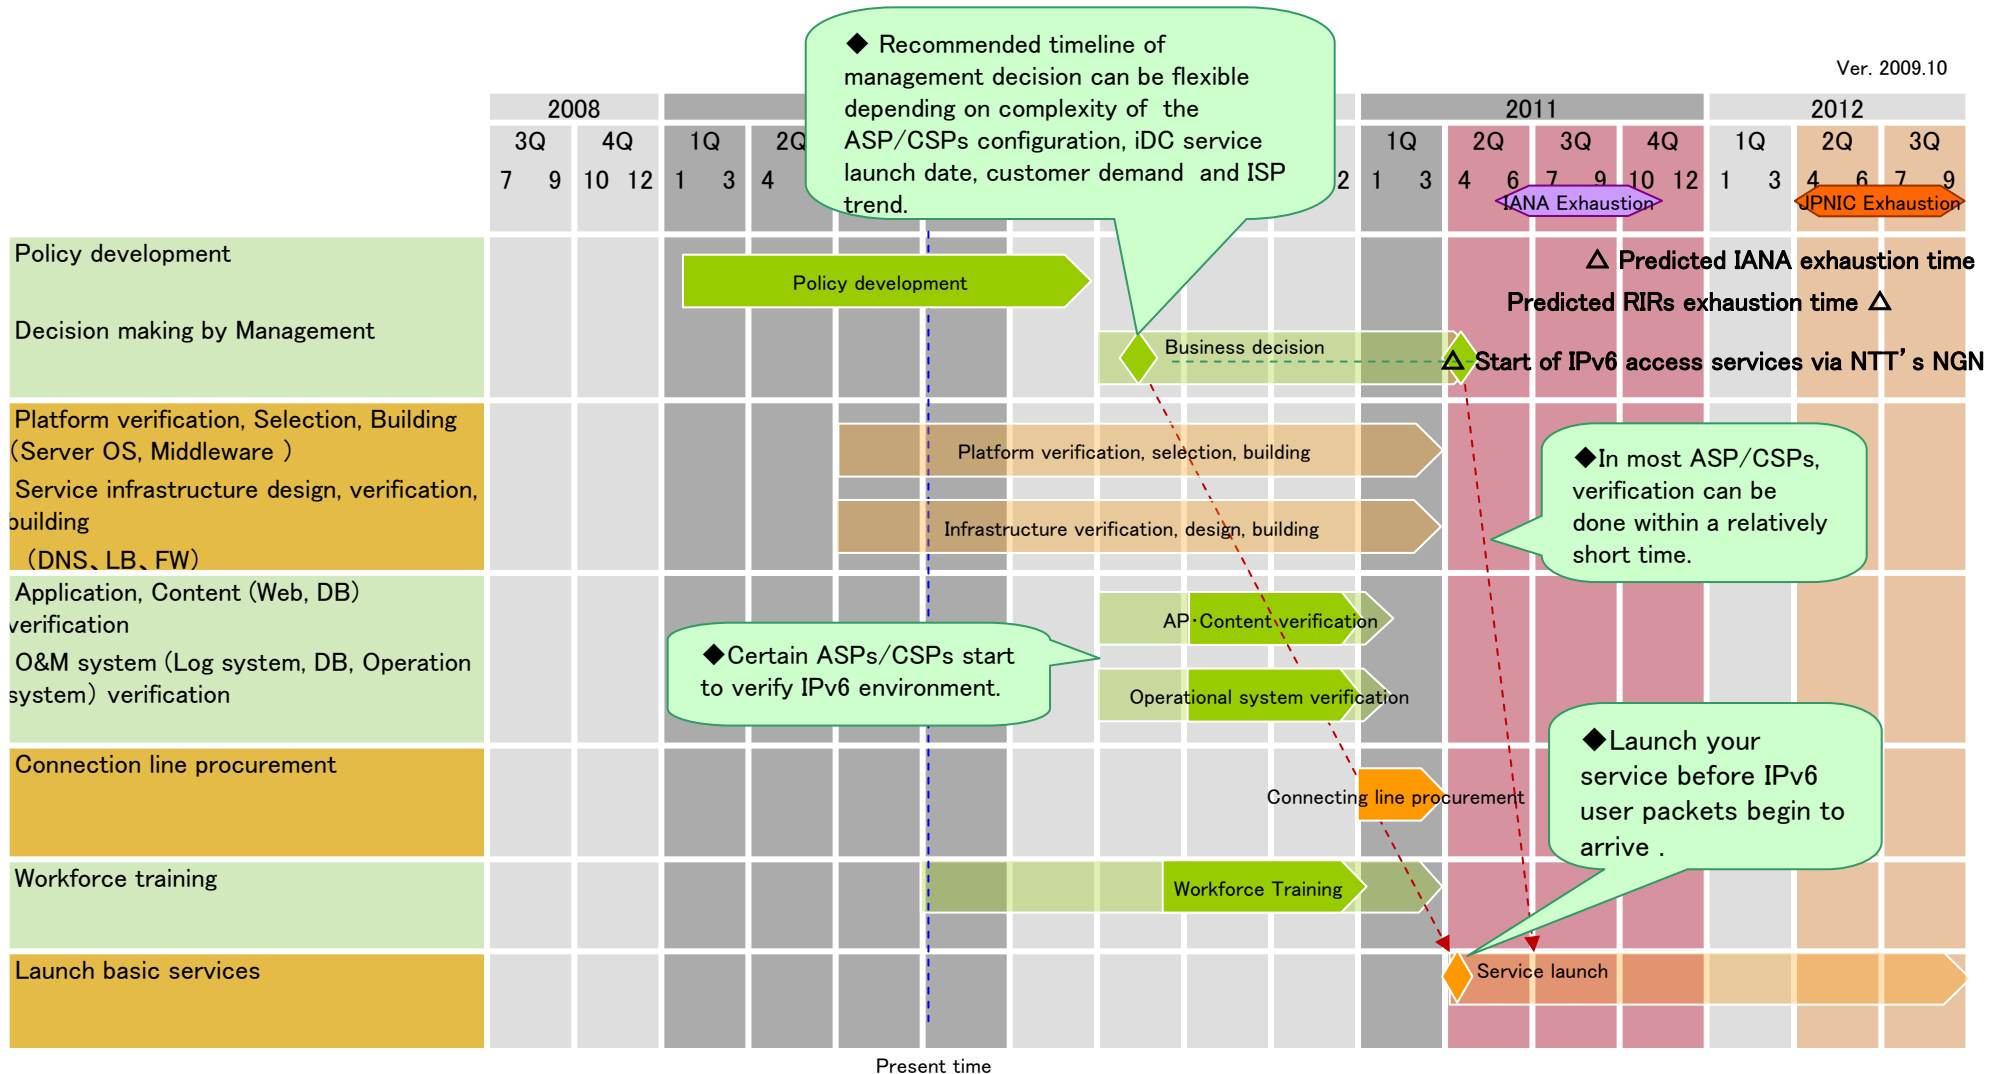 ◆ Recommended timeline of
management decision can be flexible
depending on complexity of the
ASP/CSPs configuration, iDC service
launch date, customer demand and ISP
trend.
Ver. 2009.10
2008
2011
2012
3Q
4Q
1Q
2Q
1Q
2Q
3Q
4Q
1Q
2Q
3Q
7 9 10 12 1 3 4
2 1 3 4 6 7 9 10 12 1 3 4 6 7 9
IANA Exhaustion
JPNIC Exhaustion
Policy development
Policy development
△ Predicted IANA exhaustion time
Predicted RIRs exhaustion time △
Decision making by Management
Business decision
△ Start of IPv6 access services via NTT's NGN
Platform verification, Selection, Building
(Server OS, Middleware )
Platform verification, selection, building
Service infrastructure design, verification,
building
(DNS、LB、FW)
Infrastructure verification, design, building
◆In most ASP/CSPs,
verification can be
done within a relatively
short time.
Application, Content (Web, DB)
verification
AP・Content verification
O&M system (Log system, DB, Operation
system) verification
◆Certain ASPs/CSPs start
to verify IPv6 environment.
Operational system verification
Connection line procurement
Connecting line procurement
◆Launch your
service before IPv6
user packets begin to
arrive .
Workforce training
Workforce Training
Launch basic services
Service launch
Present time